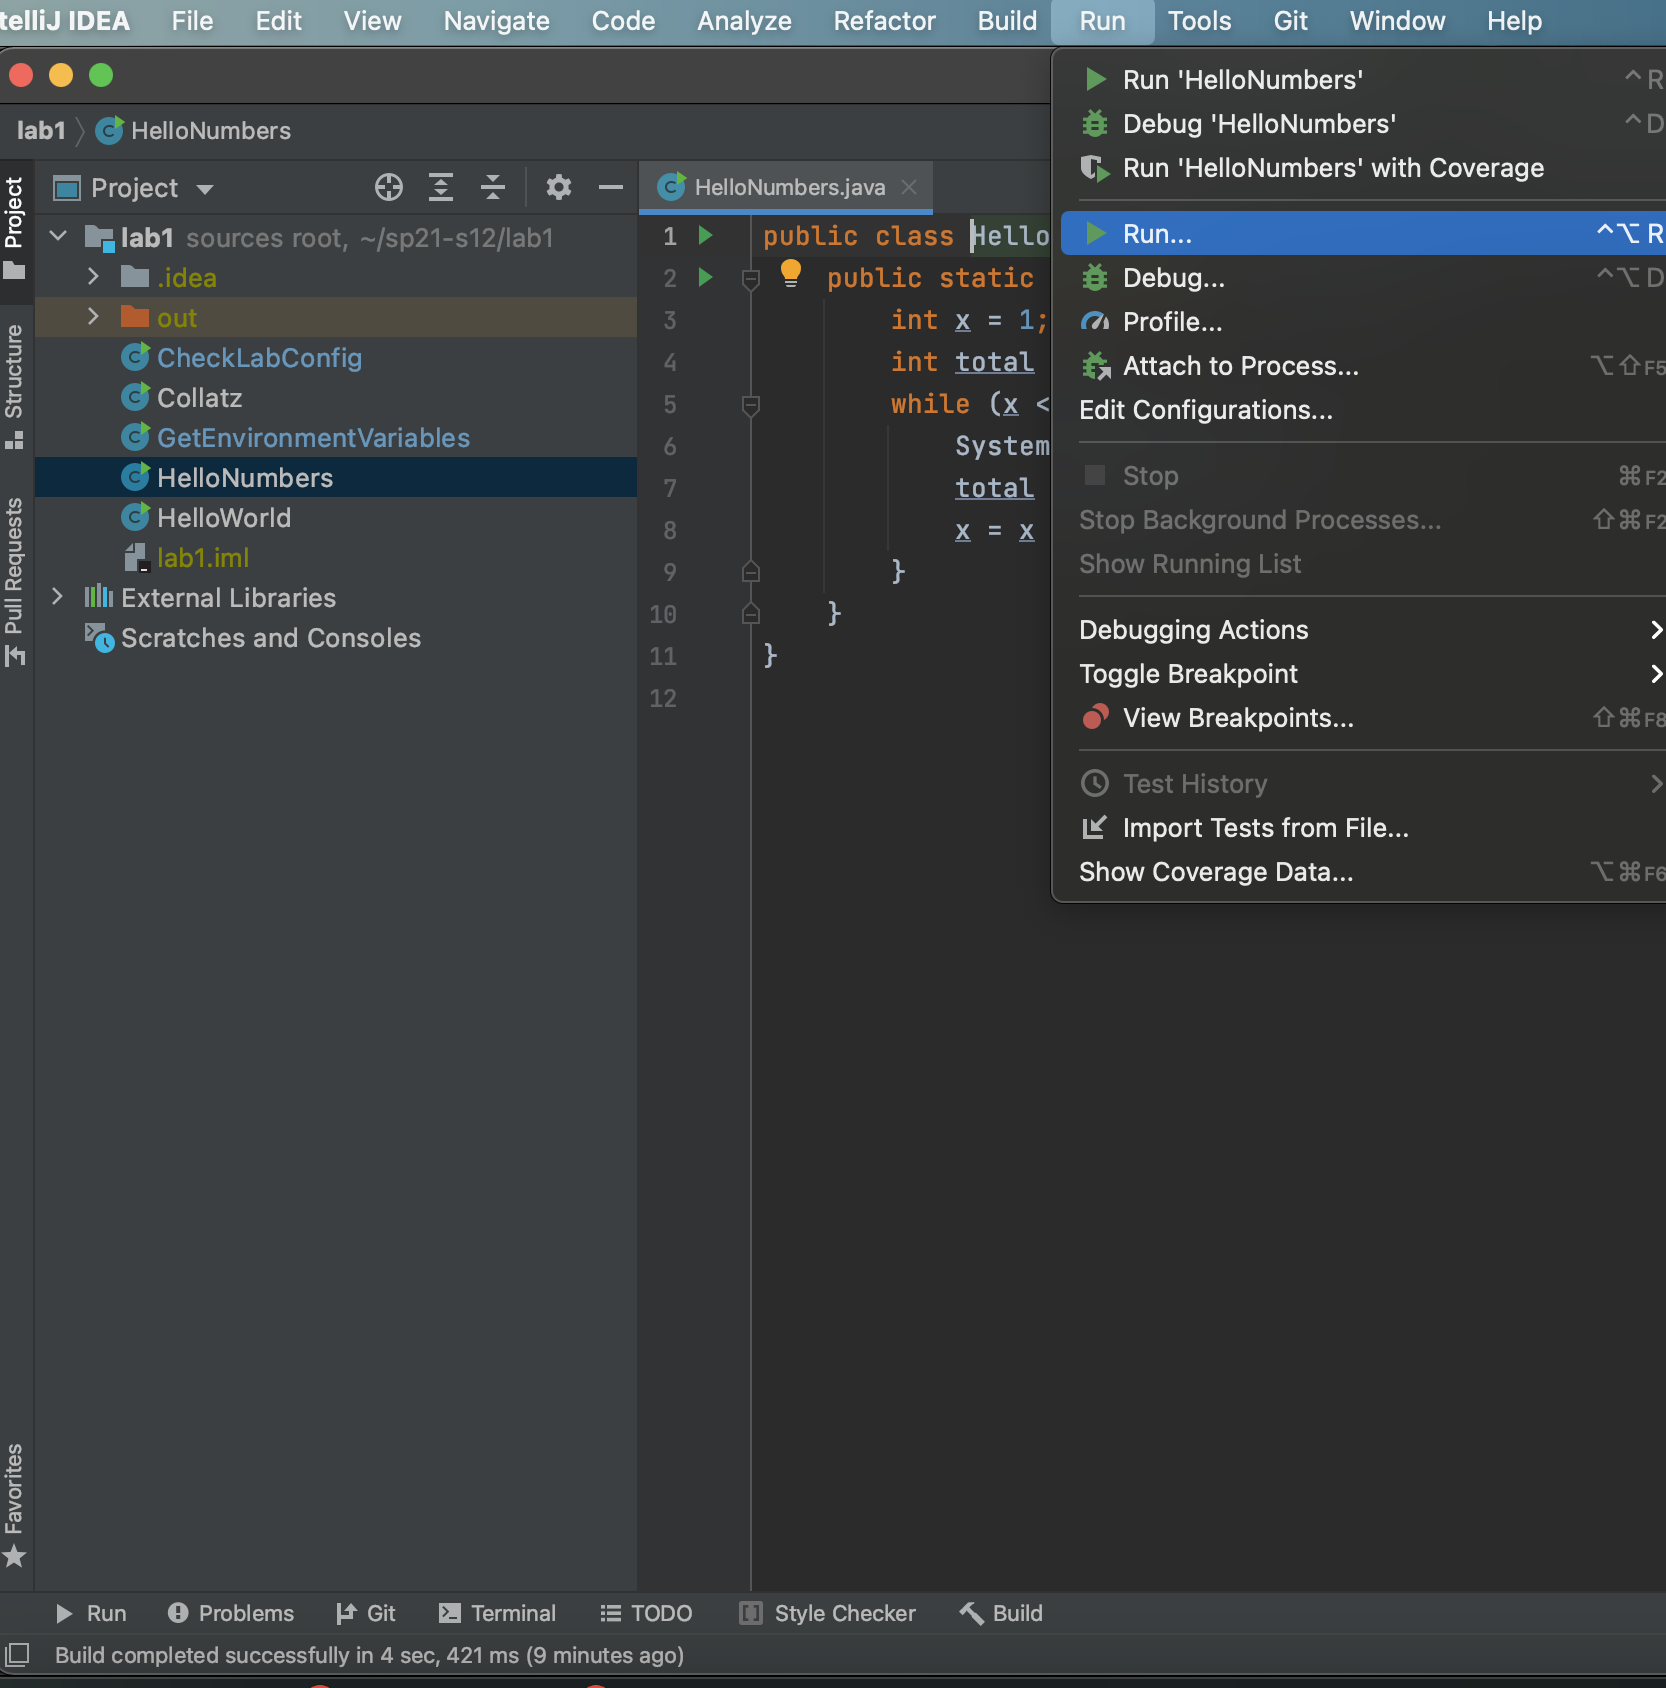 telliJ IDEA File Edit View Navigate Code Analyze Refactor Build Run Tools Git Window Help
lab1 HelloNumbers
Project
HelloNumbers.java
Project
Structure
Pull Requests
Favorites
lab1 sources root, ~/sp21-s12/lab1
.idea
out
CheckLabConfig
Collatz
GetEnvironmentVariables
HelloNumbers
HelloWorld
lab1.iml
External Libraries
Scratches and Consoles
1 public class Hello
2 public static
3 int x = 1;
4 int total
5 while (x <
6 System
7 total
8 x = x
9 }
10 }
11 }
12
Run 'HelloNumbers' ^ R
Debug 'HelloNumbers' ^ D
Run 'HelloNumbers' with Coverage
Run... ^⌥ R
Debug... ^⌥ D
Profile...
Attach to Process... ⌥⇧F5
Edit Configurations...
Stop ⌘F2
Stop Background Processes... ⇧⌘F2
Show Running List
Debugging Actions
Toggle Breakpoint
View Breakpoints... ⇧⌘F8
Test History
Import Tests from File...
Show Coverage Data... ⌥⌘F6
Run Problems Git Terminal TODO Style Checker Build
Build completed successfully in 4 sec, 421 ms (9 minutes ago)